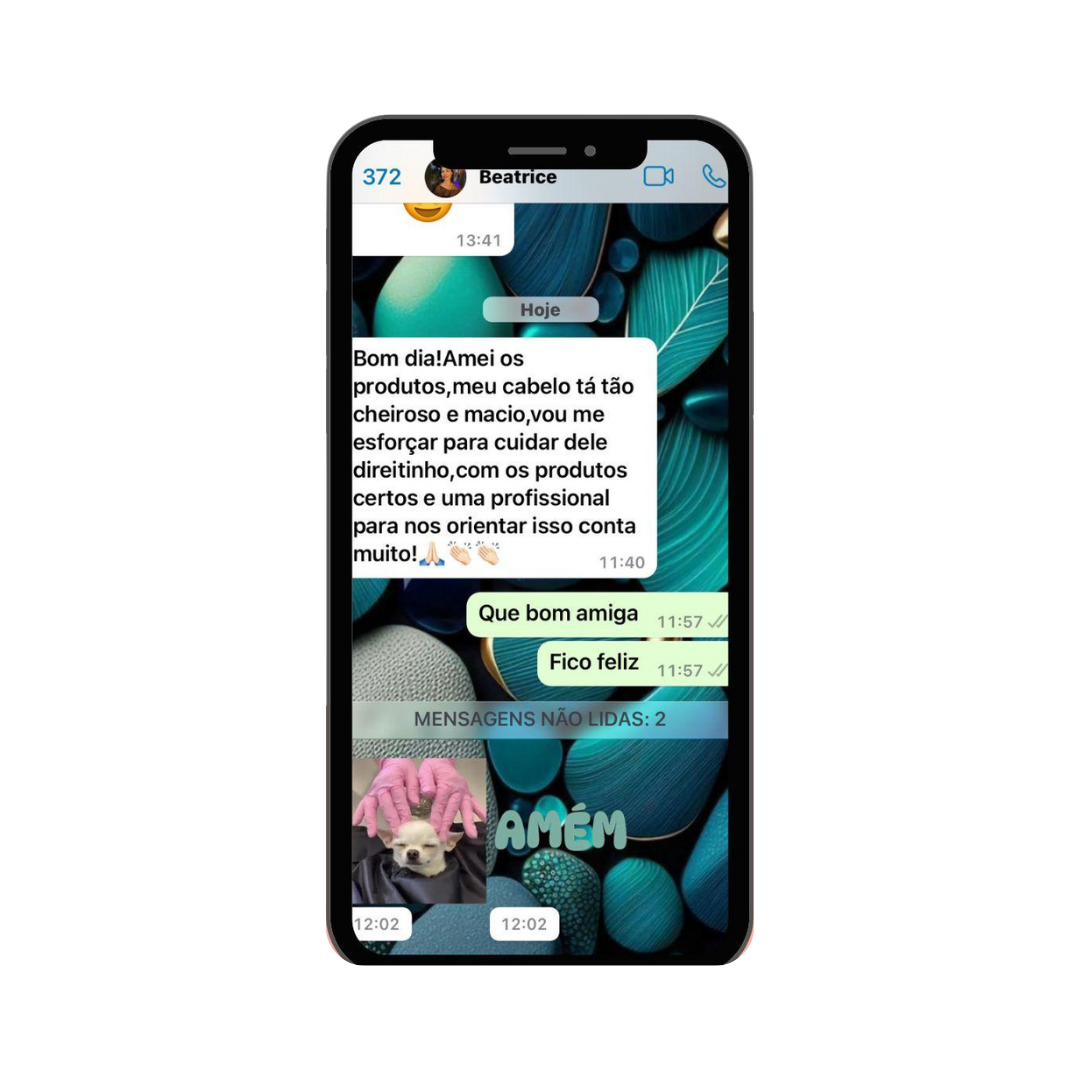 372 Beatrice
13:41
Hoje
Bom dia!Amei os
produtos,meu cabelo tá tão
cheiroso e macio,vou me
esforçar para cuidar dele
direitinho,com os produtos
certos e uma profissional
para nos orientar isso conta
muito!🙏🏻👏🏻👏🏻
11:40
Que bom amiga 11:57
Fico feliz 11:57
MENSAGENS NÃO LIDAS: 2
AMÉM
12:02 12:02